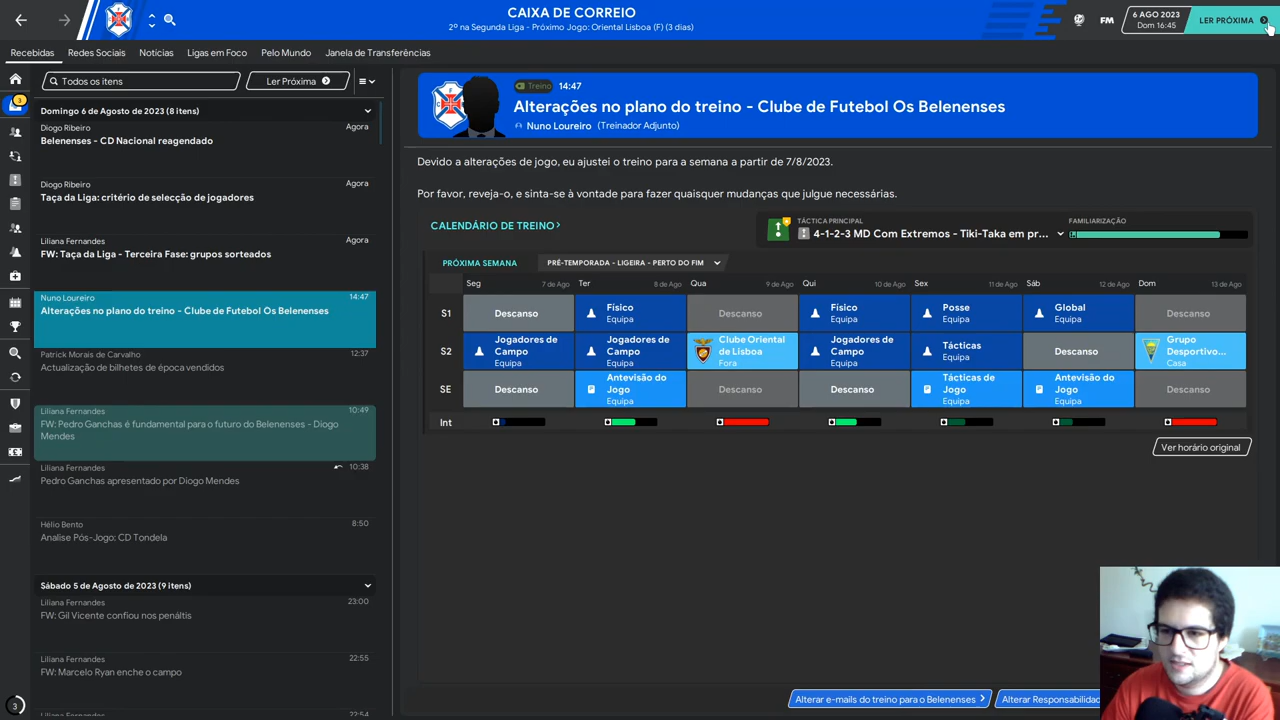 CAIXA DE CORREIO
2º na Segunda Liga - Próximo Jogo: Oriental Lisboa (F) (3 dias)
FM
6 AGO 2023
Dom 16:45
LER PRÓXIMA
Recebidas
Redes Sociais
Notícias
Ligas em Foco
Pelo Mundo
Janela de Transferências
Todos os itens
Ler Próxima
3
Domingo 6 de Agosto de 2023 (8 itens)
Diogo Ribeiro
Agora
Belenenses - CD Nacional reagendado
Diogo Ribeiro
Agora
Taça da Liga: critério de selecção de jogadores
Liliana Fernandes
Agora
FW: Taça da Liga - Terceira Fase: grupos sorteados
Nuno Loureiro
14:47
Alterações no plano do treino - Clube de Futebol Os Belenenses
Patrick Morais de Carvalho
12:37
Actualização de bilhetes de época vendidos
Liliana Fernandes
10:49
FW: Pedro Ganchas é fundamental para o futuro do Belenenses - Diogo
Mendes
Liliana Fernandes
10:38
Pedro Ganchas apresentado por Diogo Mendes
Hélio Bento
8:50
Analise Pós-Jogo: CD Tondela
Sábado 5 de Agosto de 2023 (9 itens)
Liliana Fernandes
23:00
FW: Gil Vicente confiou nos penáltis
Liliana Fernandes
22:55
FW: Marcelo Ryan enche o campo
Liliana Fernandes
22:54
3
Treino
14:47
Alterações no plano do treino - Clube de Futebol Os Belenenses
Nuno Loureiro (Treinador Adjunto)
Devido a alterações de jogo, eu ajustei o treino para a semana a partir de 7/8/2023.
Por favor, reveja-o, e sinta-se à vontade para fazer quaisquer mudanças que julgue necessárias.
CALENDÁRIO DE TREINO
TÁCTICA PRINCIPAL
4-1-2-3 MD Com Extremos - Tiki-Taka em pr...
FAMILIARIZAÇÃO
PRÓXIMA SEMANA
PRÉ-TEMPORADA - LIGEIRA - PERTO DO FIM
Seg 7 de Ago
Ter 8 de Ago
Qua 9 de Ago
Qui 10 de Ago
Sex 11 de Ago
Sáb 12 de Ago
Dom 13 de Ago
S1
Descanso
Físico
Equipa
Descanso
Físico
Equipa
Posse
Equipa
Global
Equipa
Descanso
S2
Jogadores de
Campo
Equipa
Jogadores de
Campo
Equipa
Clube Oriental
de Lisboa
Fora
Jogadores de
Campo
Equipa
Tácticas
Equipa
Descanso
Grupo
Desportivo...
Casa
SE
Descanso
Antevisão do
Jogo
Equipa
Descanso
Descanso
Tácticas de
Jogo
Equipa
Antevisão do
Jogo
Equipa
Descanso
Int
Ver horário original
Alterar e-mails do treino para o Belenenses
Alterar Responsabilidad